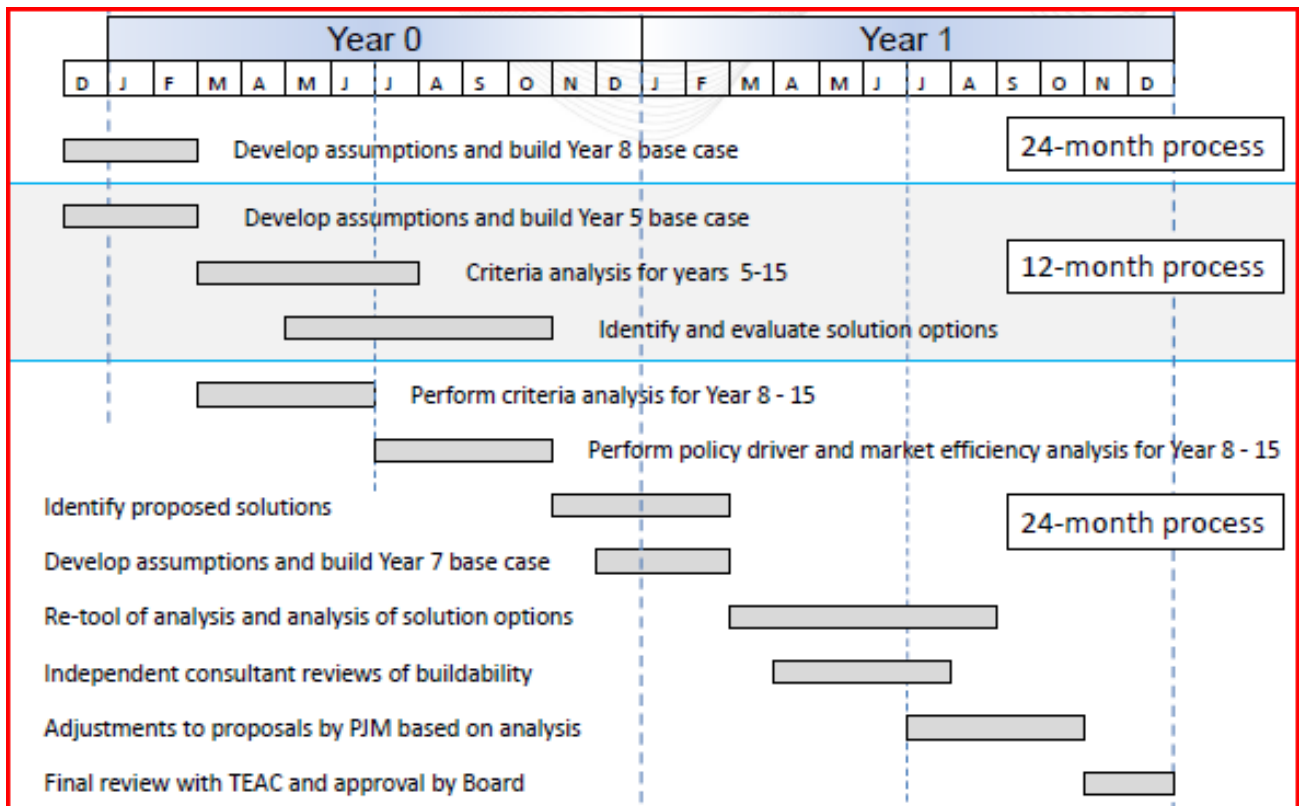 Year 0 Year 1
D J F M A M J J A S O N D J F M A M J J A S O N D
Develop assumptions and build Year 8 base case
24-month process
Develop assumptions and build Year 5 base case
Criteria analysis for years 5-15
12-month process
Identify and evaluate solution options
Perform criteria analysis for Year 8 - 15
Perform policy driver and market efficiency analysis for Year 8 - 15
Identify proposed solutions
24-month process
Develop assumptions and build Year 7 base case
Re-tool of analysis and analysis of solution options
Independent consultant reviews of buildability
Adjustments to proposals by PJM based on analysis
Final review with TEAC and approval by Board